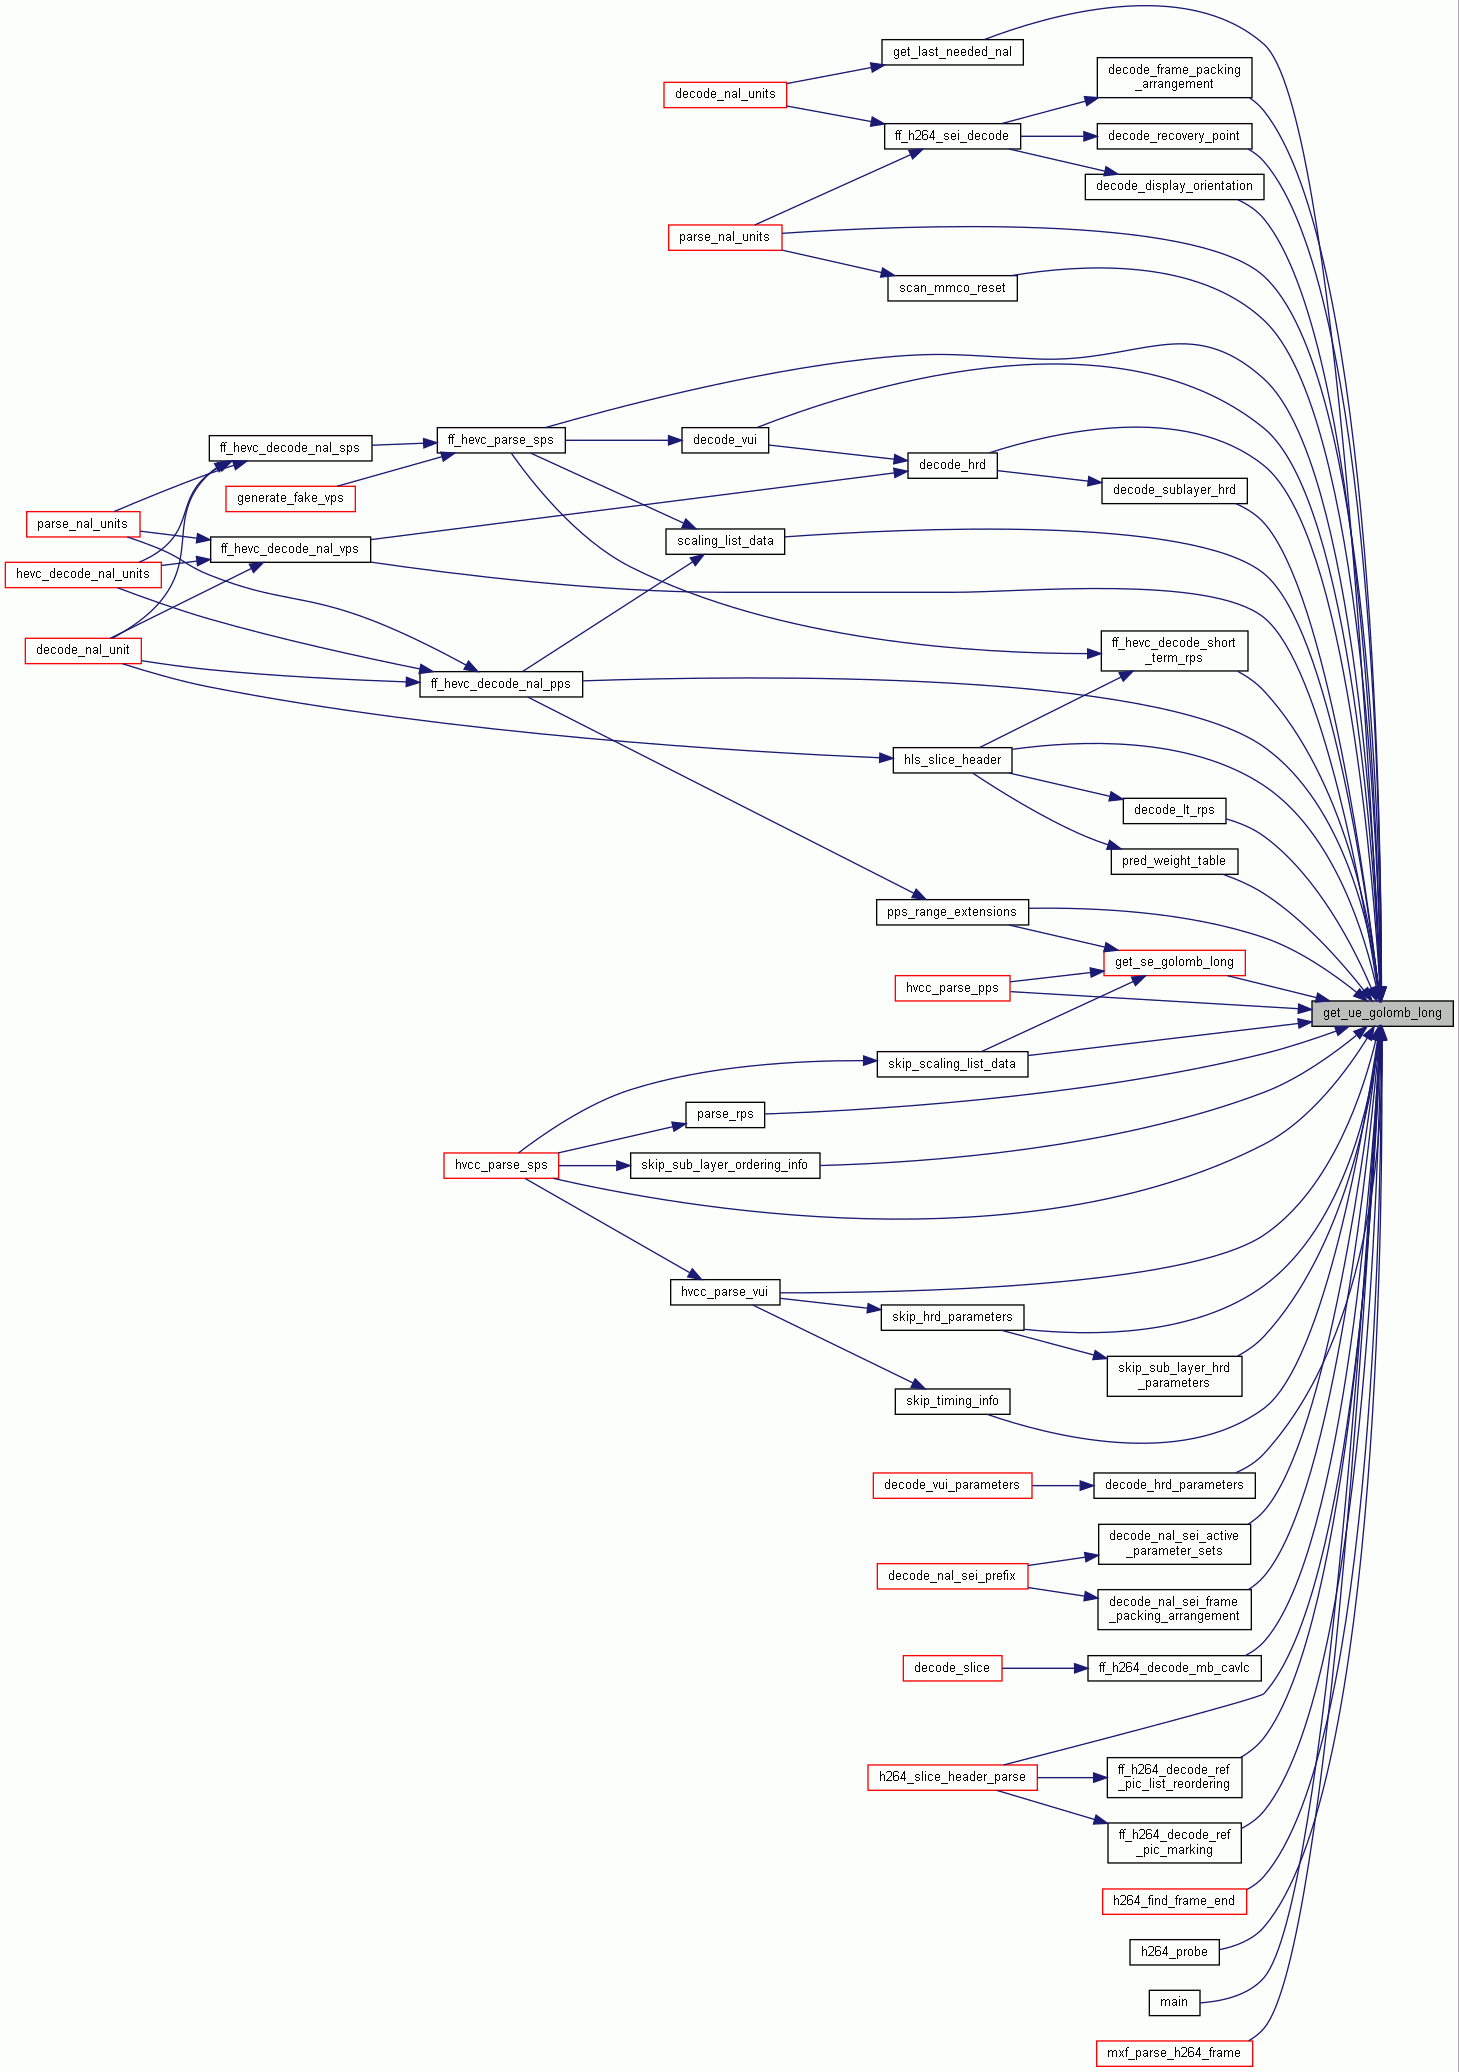 get_last_needed_nal
decode_frame_packing
_arrangement
decode_nal_units
ff_h264_sei_decode
decode_recovery_point
decode_display_orientation
parse_nal_units
scan_mmco_reset
ff_hevc_decode_nal_sps
ff_hevc_parse_sps
decode_vui
decode_hrd
decode_sublayer_hrd
generate_fake_vps
parse_nal_units
scaling_list_data
ff_hevc_decode_nal_vps
hevc_decode_nal_units
decode_nal_unit
ff_hevc_decode_short
_term_rps
ff_hevc_decode_nal_pps
hls_slice_header
decode_lt_rps
pred_weight_table
pps_range_extensions
get_se_golomb_long
hvcc_parse_pps
get_ue_golomb_long
skip_scaling_list_data
parse_rps
hvcc_parse_sps
skip_sub_layer_ordering_info
hvcc_parse_vui
skip_hrd_parameters
skip_sub_layer_hrd
_parameters
skip_timing_info
decode_vui_parameters
decode_hrd_parameters
decode_nal_sei_active
_parameter_sets
decode_nal_sei_prefix
decode_nal_sei_frame
_packing_arrangement
decode_slice
ff_h264_decode_mb_cavlc
h264_slice_header_parse
ff_h264_decode_ref
_pic_list_reordering
ff_h264_decode_ref
_pic_marking
h264_find_frame_end
h264_probe
main
mxf_parse_h264_frame